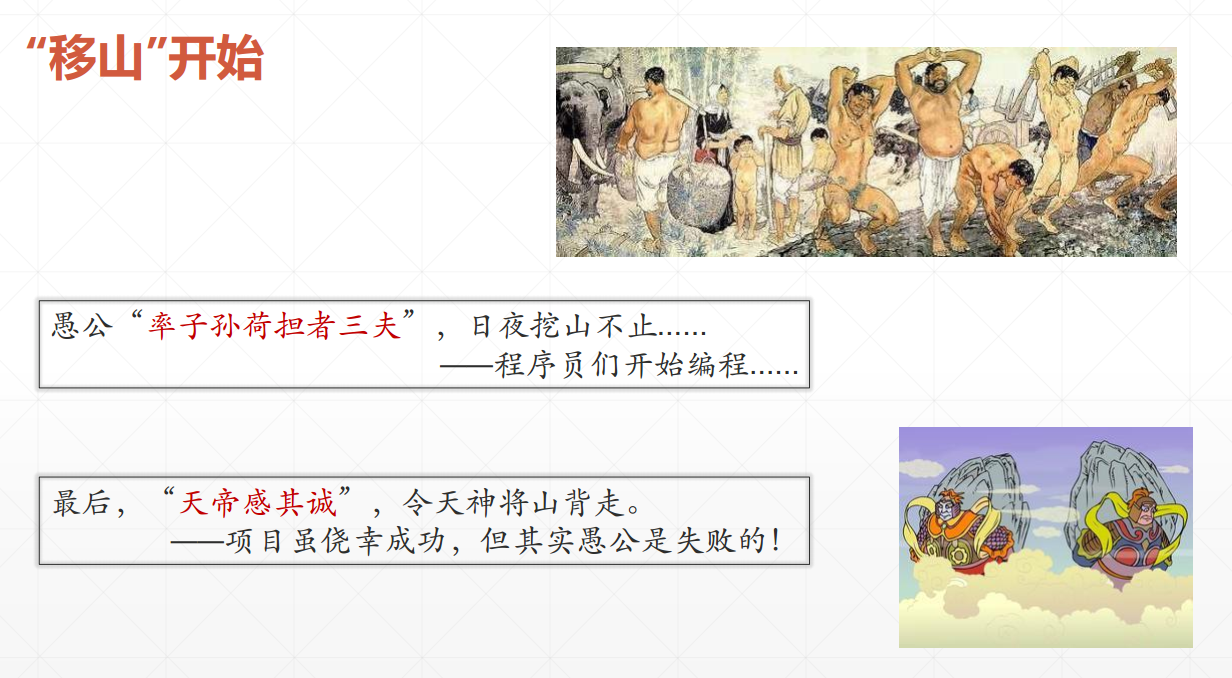 “移山”开始
愚公“率子孙荷担者三夫”，日夜挖山不止……
——程序员们开始编程……
最后，“天帝感其诚”，令天神将山背走。
——项目虽侥幸成功，但其实愚公是失败的！